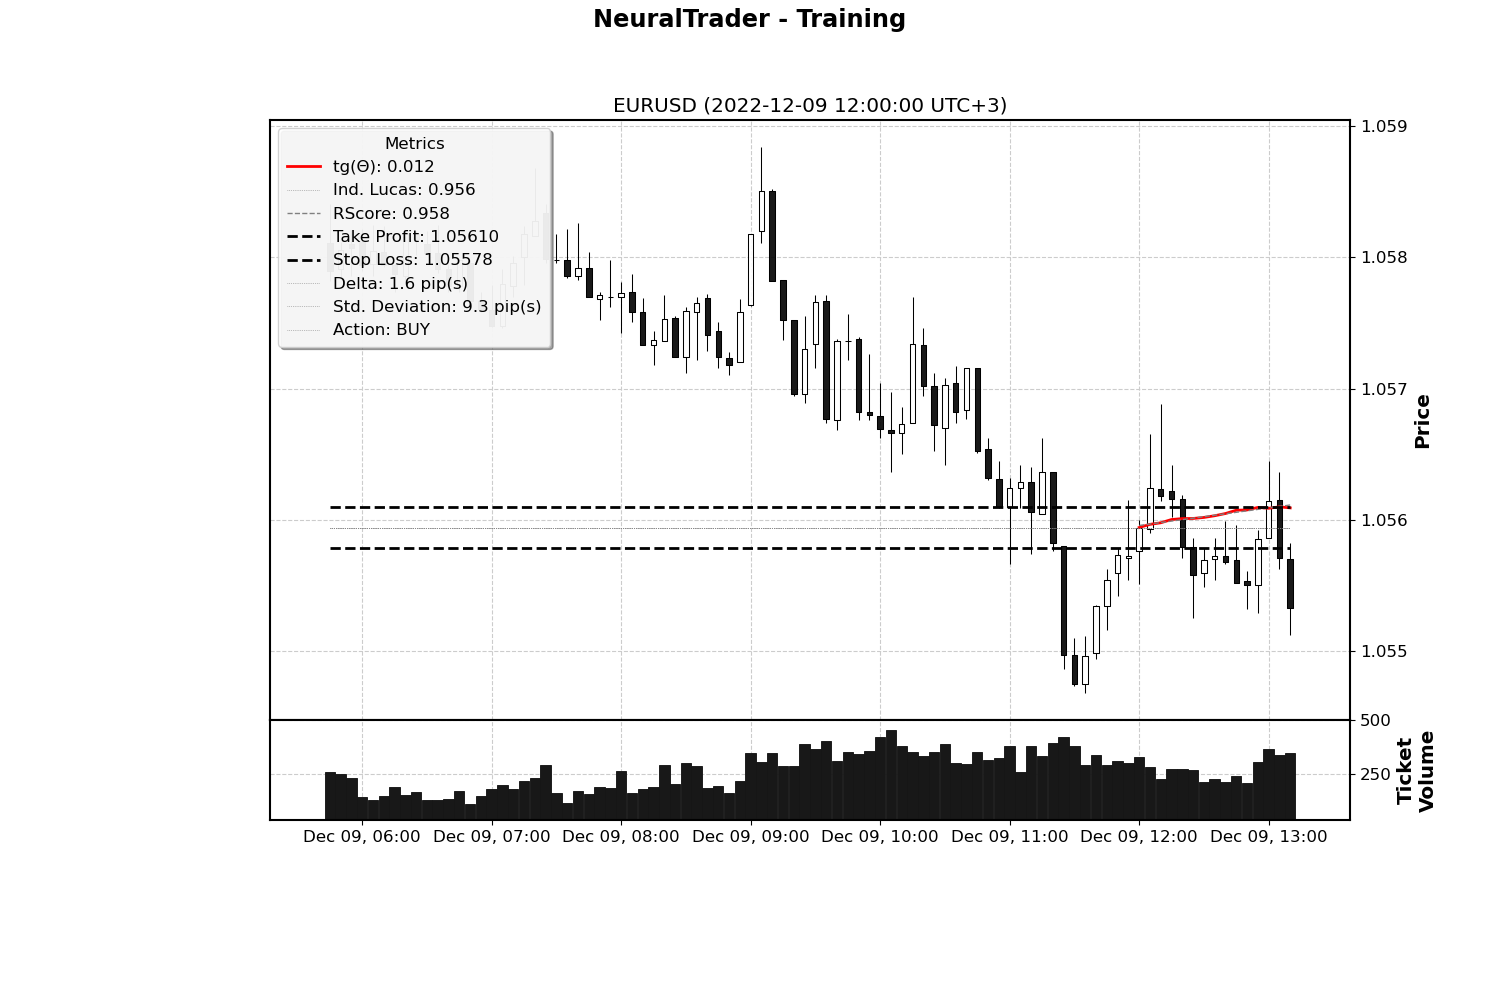 NeuralTrader - Training
EURUSD (2022-12-09 12:00:00 UTC+3)
Metrics
tg(Θ): 0.012
Ind. Lucas: 0.956
RScore: 0.958
Take Profit: 1.05610
Stop Loss: 1.05578
Delta: 1.6 pip(s)
Std. Deviation: 9.3 pip(s)
Action: BUY
1.059
1.058
1.057
1.056
1.055
Price
500
250
Ticket
Volume
Dec 09, 06:00 Dec 09, 07:00 Dec 09, 08:00 Dec 09, 09:00 Dec 09, 10:00 Dec 09, 11:00 Dec 09, 12:00 Dec 09, 13:00